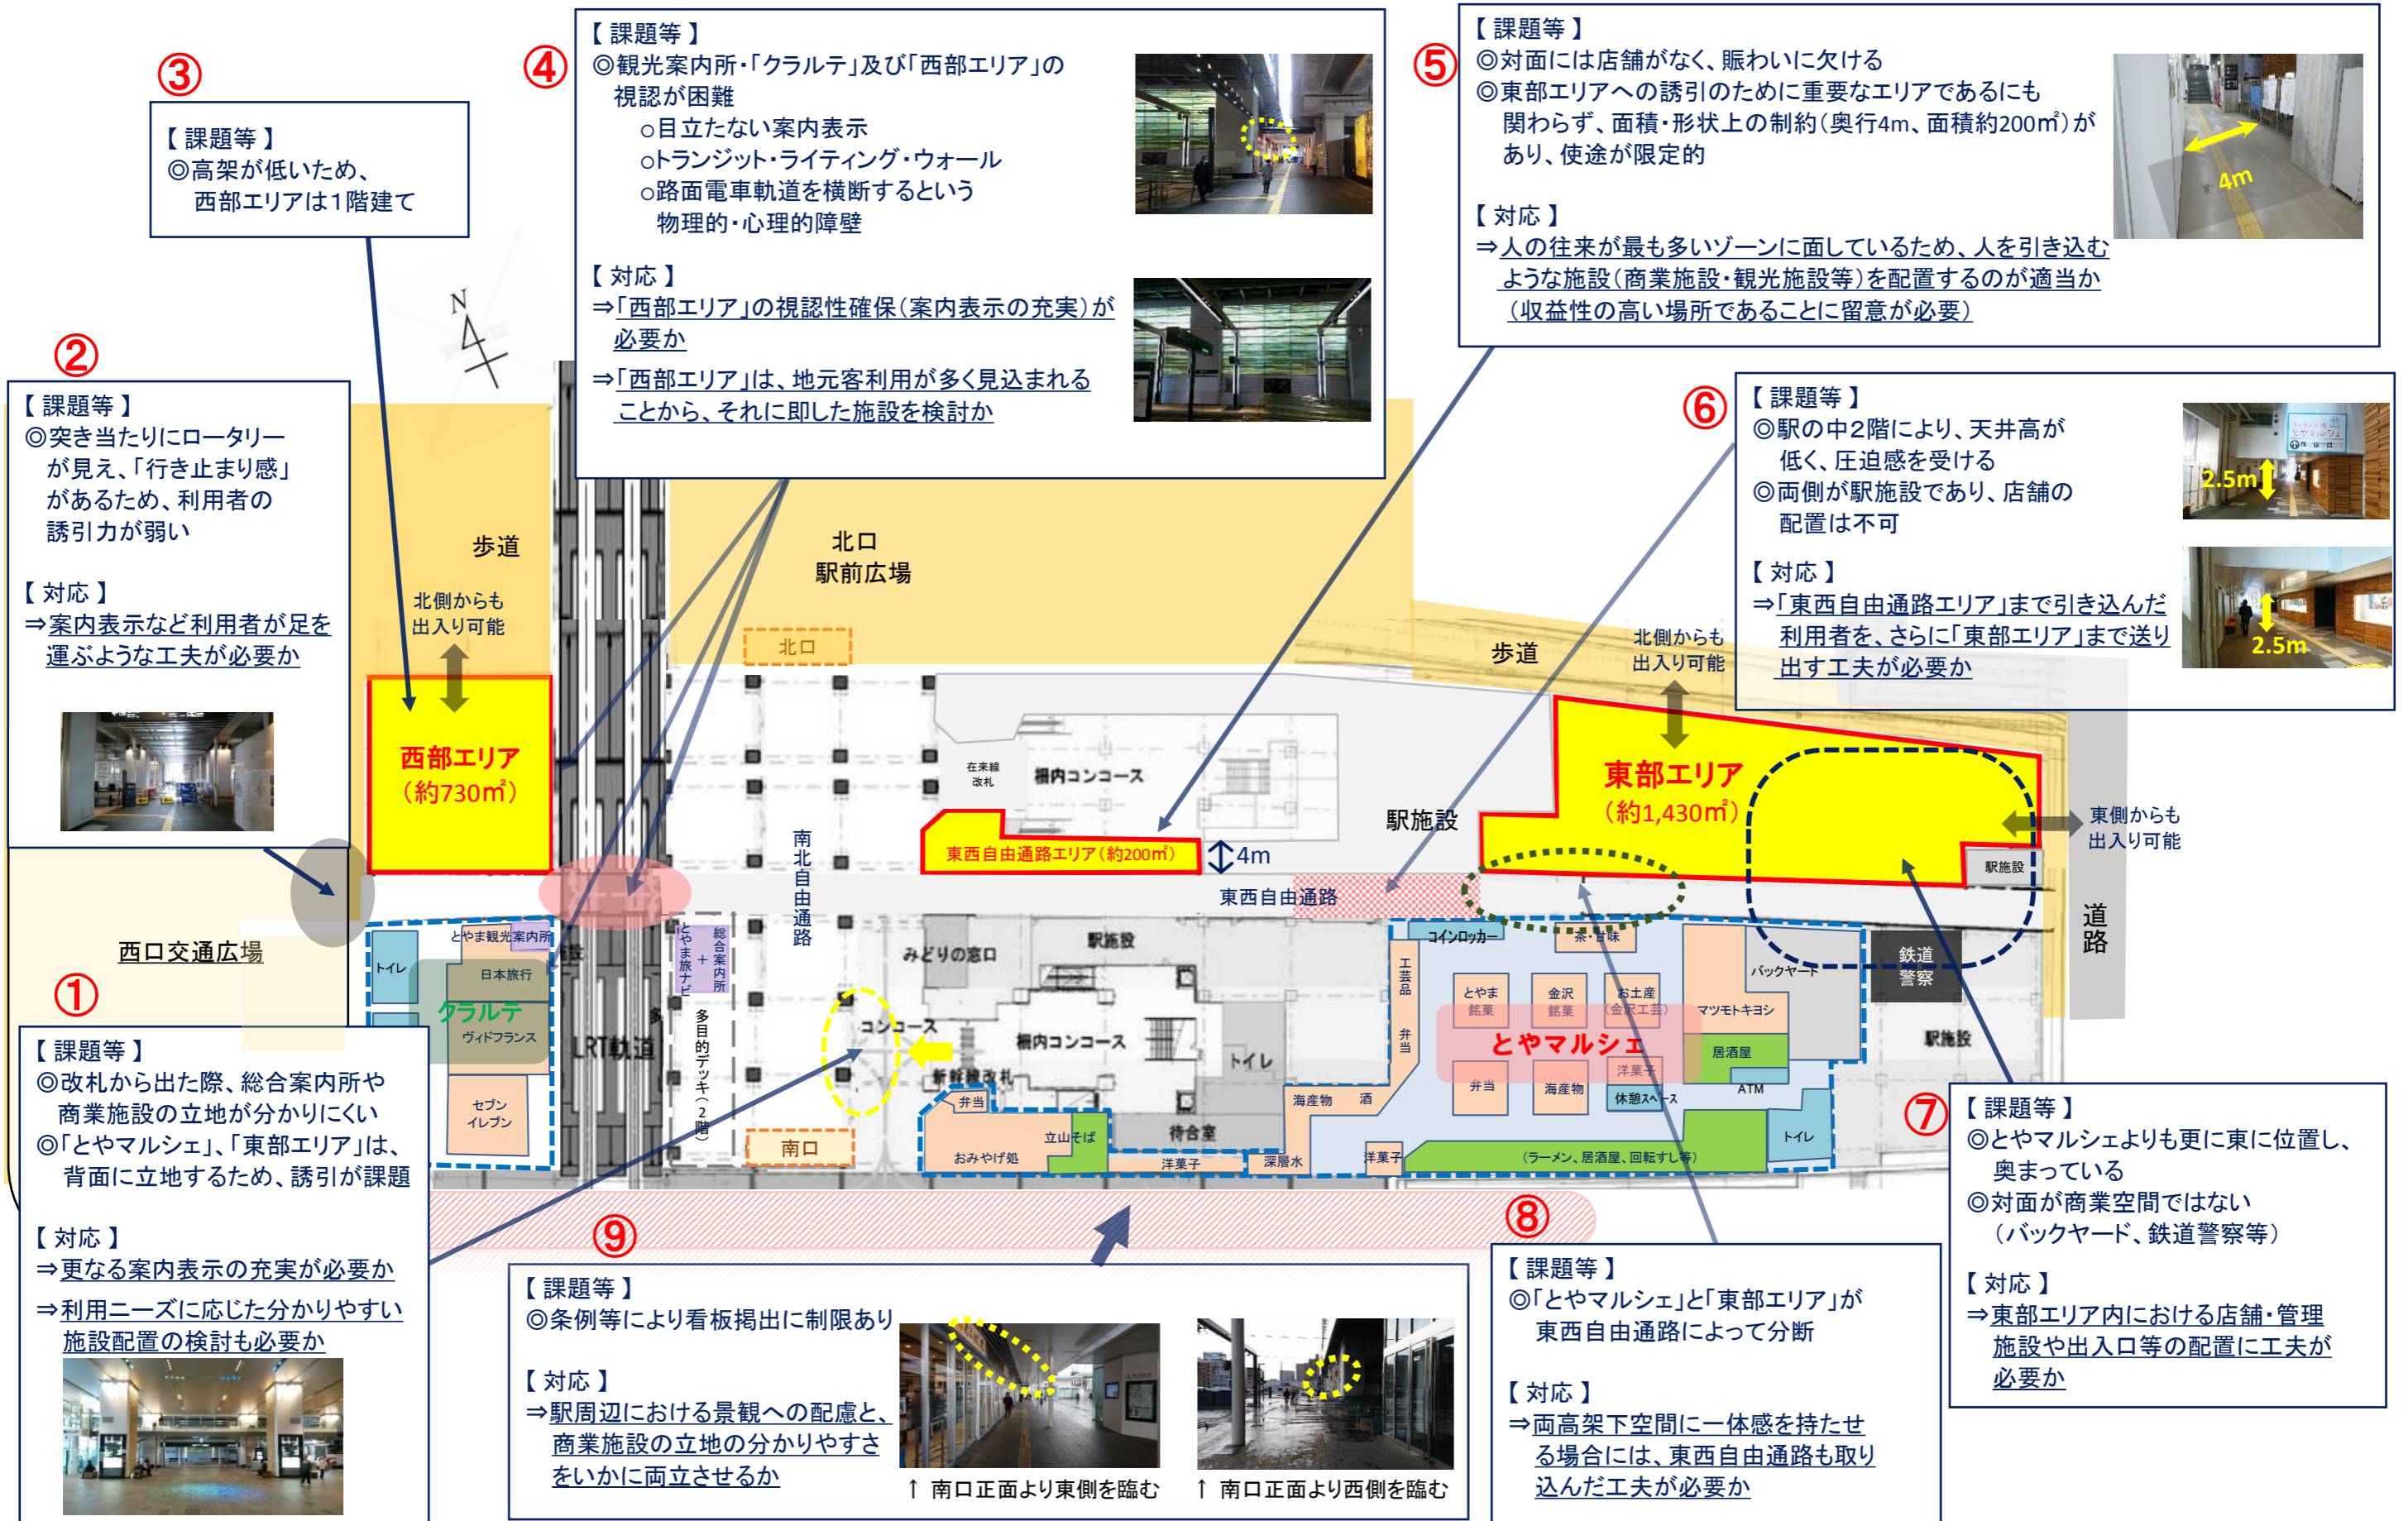 ③
【 課題等 】
◎高架が低いため、
西部エリアは1階建て
④
【 課題等 】
◎観光案内所・「クラルテ」及び「西部エリア」の
視認が困難
○目立たない案内表示
○トランジット・ライティング・ウォール
○路面電車軌道を横断するという
物理的・心理的障壁
【 対応 】
⇒「西部エリア」の視認性確保（案内表示の充実）が
必要か
⇒「西部エリア」は、地元客利用が多く見込まれる
ことから、それに即した施設を検討か
⑤
【 課題等 】
◎対面には店舗がなく、賑わいに欠ける
◎東部エリアへの誘引のために重要なエリアであるにも
関わらず、面積・形状上の制約（奥行4m、面積約200㎡）が
あり、使途が限定的
【 対応 】
⇒人の往来が最も多いゾーンに面しているため、人を引き込む
ような施設（商業施設・観光施設等）を配置するのが適当か
（収益性の高い場所であることに留意が必要）
4m
②
【 課題等 】
◎突き当たりにロータリー
が見え、「行き止まり感」
があるため、利用者の
誘引力が弱い
【 対応 】
⇒案内表示など利用者が足を
運ぶような工夫が必要か
⑥
【 課題等 】
◎駅の中2階により、天井高が
低く、圧迫感を受ける
◎両側が駅施設であり、店舗の
配置は不可
【 対応 】
⇒「東西自由通路エリア」まで引き込んだ
利用者を、さらに「東部エリア」まで送り
出す工夫が必要か
とやマルシェ
2.5m
2.5m
N
歩道
北側からも
出入り可能
北口
駅前広場
北口
歩道
北側からも
出入り可能
西部エリア
（約730㎡）
在来線
改札
柵内コンコース
東西自由通路エリア（約200㎡）
4m
駅施設
東部エリア
（約1,430㎡）
東側からも
出入り可能
駅施設
南北自由通路
東西自由通路
道路
西口交通広場
とやま観光案内所
トイレ
日本旅行
クラルテ
ヴィドフランス
セブン
イレブン
LRT軌道
総合案内所
＋
とやま旅ナビ
多目的デッキ（2階）
みどりの窓口
駅施設
コンコース
柵内コンコース
新幹線改札
トイレ
弁当
おみやげ処
立山そば
待合室
洋菓子
深層水
海産物
酒
南口
コインロッカー
工芸品
弁当
茶・甘味
とやま
銘菓
金沢
銘菓
お土産
（金沢工芸）
マツモトキヨシ
バックヤード
鉄道
警察
とやマルシェ
弁当
海産物
洋菓子
休憩スペース
居酒屋
ATM
駅施設
洋菓子
（ラーメン、居酒屋、回転すし等）
トイレ
①
【 課題等 】
◎改札から出た際、総合案内所や
商業施設の立地が分かりにくい
◎「とやマルシェ」、「東部エリア」は、
背面に立地するため、誘引が課題
【 対応 】
⇒更なる案内表示の充実が必要か
⇒利用ニーズに応じた分かりやすい
施設配置の検討も必要か
⑨
【 課題等 】
◎条例等により看板掲出に制限あり
【 対応 】
⇒駅周辺における景観への配慮と、
商業施設の立地の分かりやすさ
をいかに両立させるか
↑ 南口正面より東側を臨む
↑ 南口正面より西側を臨む
⑧
【 課題等 】
◎「とやマルシェ」と「東部エリア」が
東西自由通路によって分断
【 対応 】
⇒両高架下空間に一体感を持たせ
る場合には、東西自由通路も取り
込んだ工夫が必要か
⑦
【 課題等 】
◎とやマルシェよりも更に東に位置し、
奥まっている
◎対面が商業空間ではない
（バックヤード、鉄道警察等）
【 対応 】
⇒東部エリア内における店舗・管理
施設や出入口等の配置に工夫が
必要か